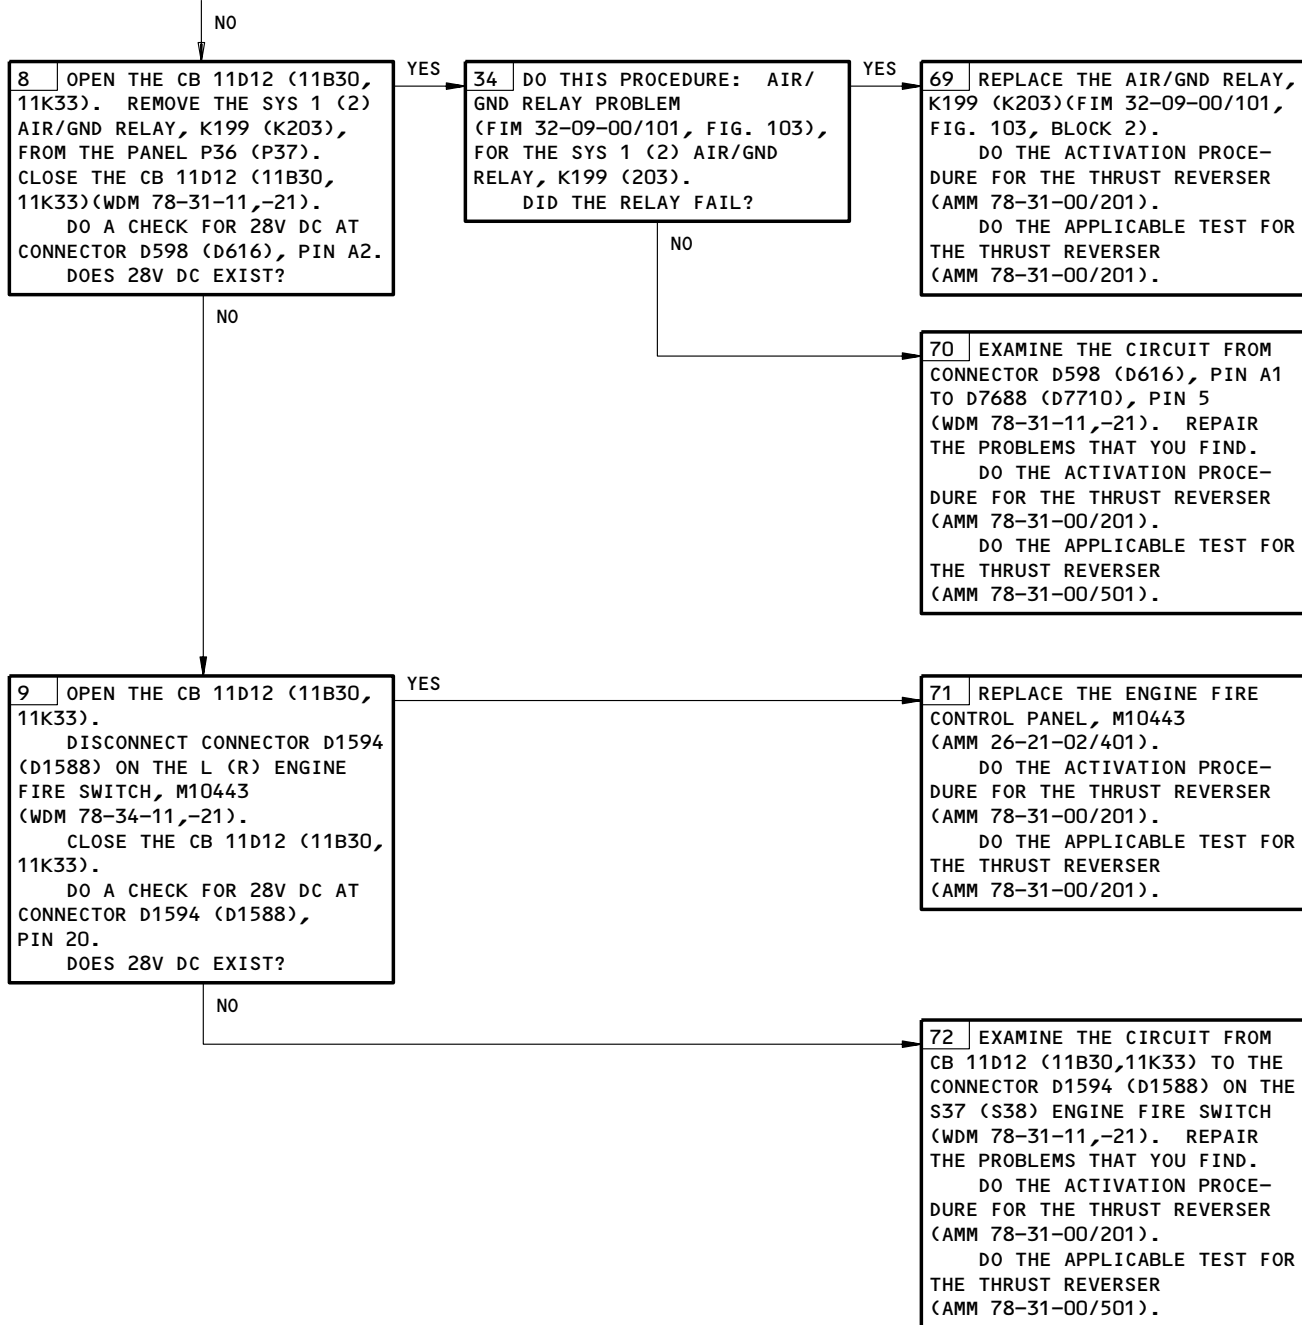 NO
8 OPEN THE CB 11D12 (11B30,
11K33). REMOVE THE SYS 1 (2)
AIR/GND RELAY, K199 (K203),
FROM THE PANEL P36 (P37).
CLOSE THE CB 11D12 (11B30,
11K33)(WDM 78-31-11,-21).
DO A CHECK FOR 28V DC AT
CONNECTOR D598 (D616), PIN A2.
DOES 28V DC EXIST?
YES
34 DO THIS PROCEDURE: AIR/
GND RELAY PROBLEM
(FIM 32-09-00/101, FIG. 103),
FOR THE SYS 1 (2) AIR/GND
RELAY, K199 (203).
DID THE RELAY FAIL?
YES
69 REPLACE THE AIR/GND RELAY,
K199 (K203)(FIM 32-09-00/101,
FIG. 103, BLOCK 2).
DO THE ACTIVATION PROCE-
DURE FOR THE THRUST REVERSER
(AMM 78-31-00/201).
DO THE APPLICABLE TEST FOR
THE THRUST REVERSER
(AMM 78-31-00/201).
NO
70 EXAMINE THE CIRCUIT FROM
CONNECTOR D598 (D616), PIN A1
TO D7688 (D7710), PIN 5
(WDM 78-31-11,-21). REPAIR
THE PROBLEMS THAT YOU FIND.
DO THE ACTIVATION PROCE-
DURE FOR THE THRUST REVERSER
(AMM 78-31-00/201).
DO THE APPLICABLE TEST FOR
THE THRUST REVERSER
(AMM 78-31-00/501).
NO
9 OPEN THE CB 11D12 (11B30,
11K33).
DISCONNECT CONNECTOR D1594
(D1588) ON THE L (R) ENGINE
FIRE SWITCH, M10443
(WDM 78-34-11,-21).
CLOSE THE CB 11D12 (11B30,
11K33).
DO A CHECK FOR 28V DC AT
CONNECTOR D1594 (D1588),
PIN 20.
DOES 28V DC EXIST?
YES
71 REPLACE THE ENGINE FIRE
CONTROL PANEL, M10443
(AMM 26-21-02/401).
DO THE ACTIVATION PROCE-
DURE FOR THE THRUST REVERSER
(AMM 78-31-00/201).
DO THE APPLICABLE TEST FOR
THE THRUST REVERSER
(AMM 78-31-00/201).
NO
72 EXAMINE THE CIRCUIT FROM
CB 11D12 (11B30,11K33) TO THE
CONNECTOR D1594 (D1588) ON THE
S37 (S38) ENGINE FIRE SWITCH
(WDM 78-31-11,-21). REPAIR
THE PROBLEMS THAT YOU FIND.
DO THE ACTIVATION PROCE-
DURE FOR THE THRUST REVERSER
(AMM 78-31-00/201).
DO THE APPLICABLE TEST FOR
THE THRUST REVERSER
(AMM 78-31-00/501).